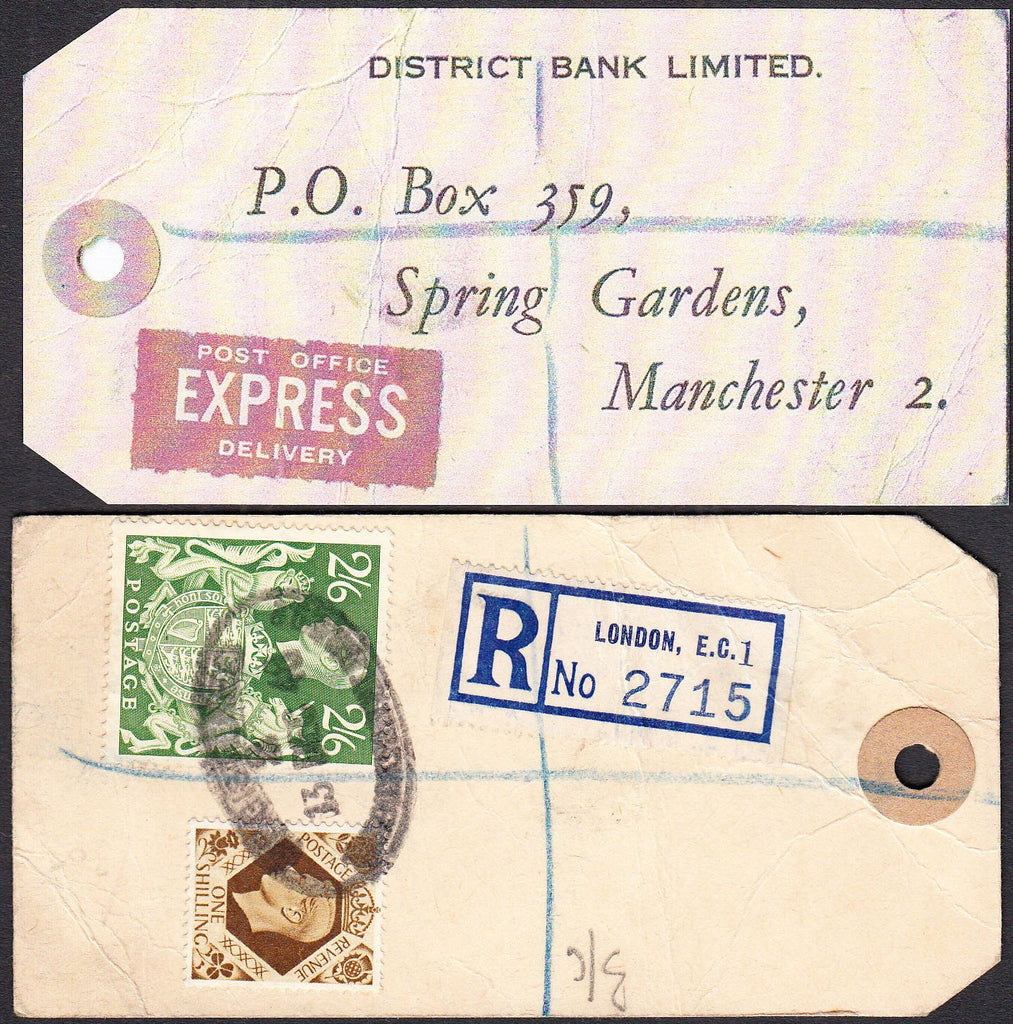 DISTRICT BANK LIMITED.
P.O. Box 359,
Spring Gardens,
Manchester 2.
POST OFFICE
EXPRESS
DELIVERY
2/6
POSTAGE
2/6
R
LONDON, E.C.1
No 2715
13
POSTAGE
ONE
SHILLING
REVENUE
3/6